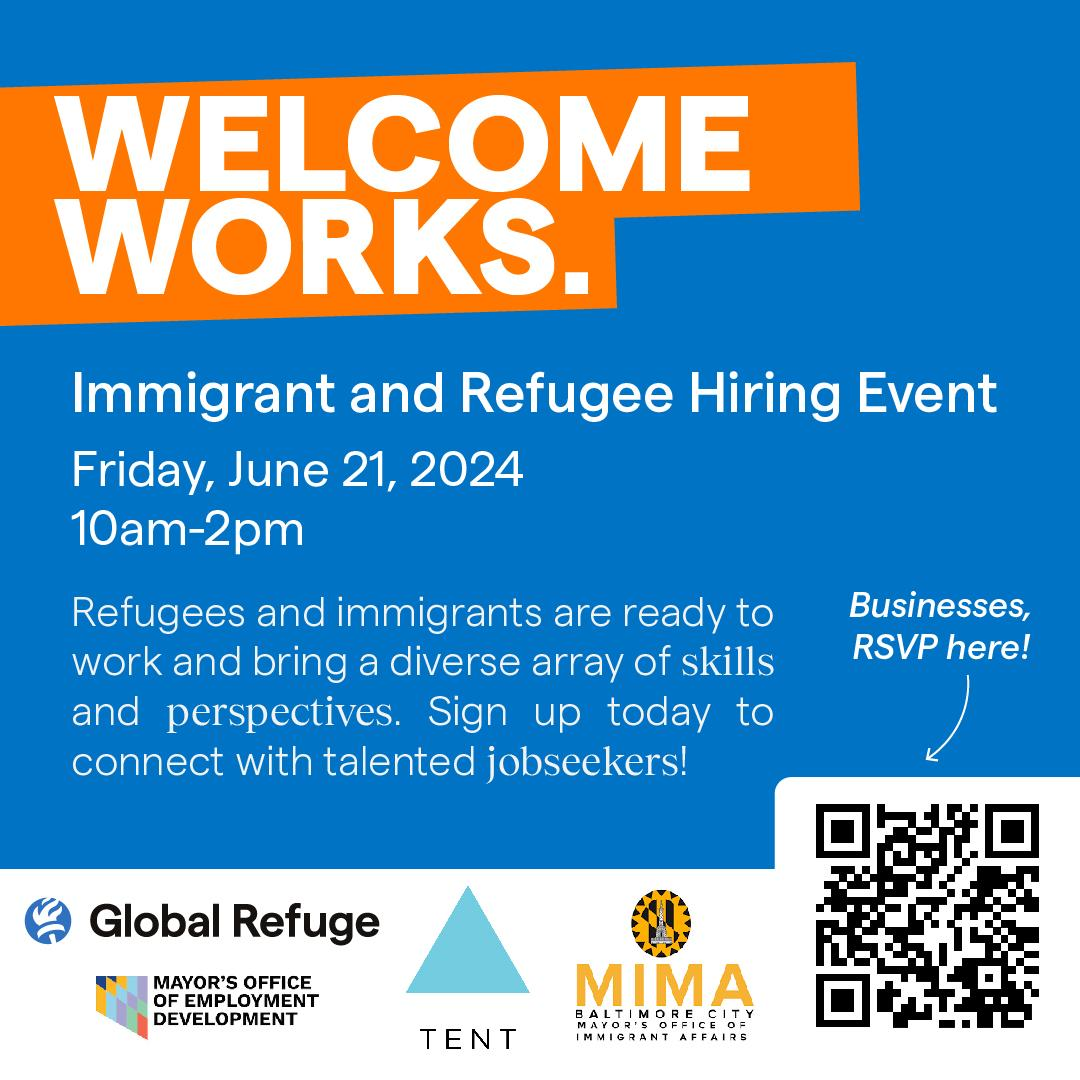 WELCOME
WORKS.
Immigrant and Refugee Hiring Event
Friday, June 21, 2024
10am-2pm
Refugees and immigrants are ready to
work and bring a diverse array of skills
and perspectives. Sign up today to
connect with talented jobseekers!
Businesses,
RSVP here!
Global Refuge
MAYOR'S OFFICE
OF EMPLOYMENT
DEVELOPMENT
TENT
MIMA
BALTIMORE CITY
MAYOR'S OFFICE OF
IMMIGRANT AFFAIRS